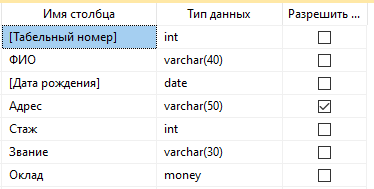 Имя столбца Тип данных Разрешить ...
[Табельный номер] int
ФИО varchar(40)
[Дата рождения] date
Адрес varchar(50)
Стаж int
Звание varchar(30)
Оклад money